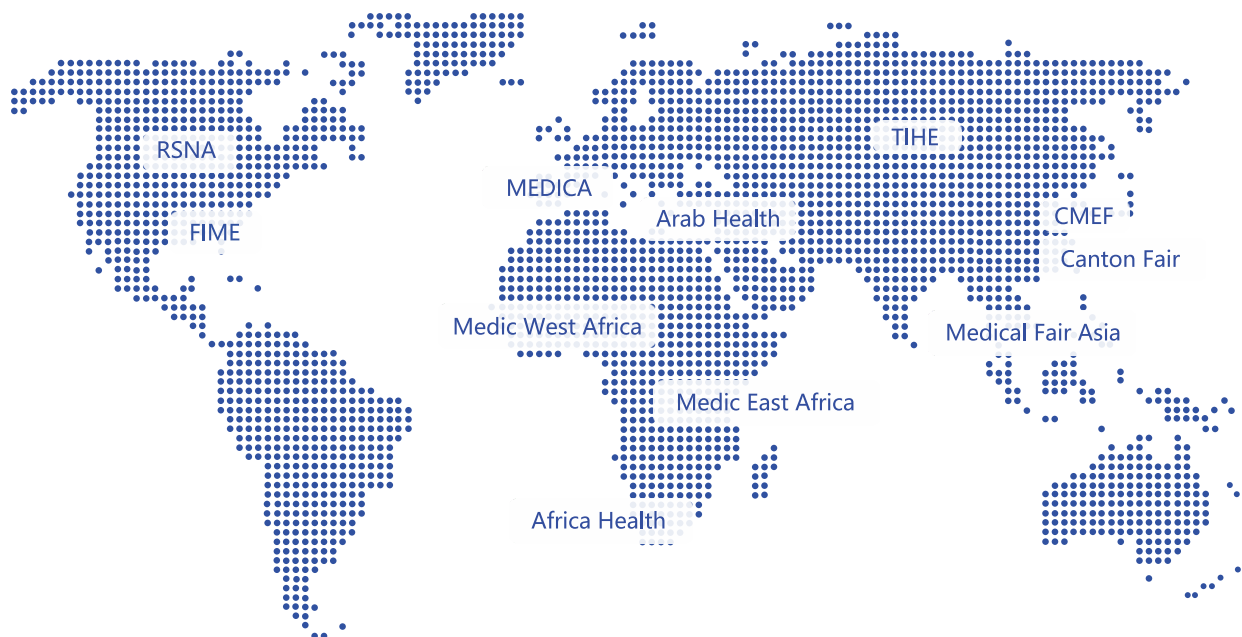 TIHE
RSNA
MEDICA
CMEF
Arab Health
FIME
Canton Fair
Medic West Africa
Medical Fair Asia
Medic East Africa
Africa Health